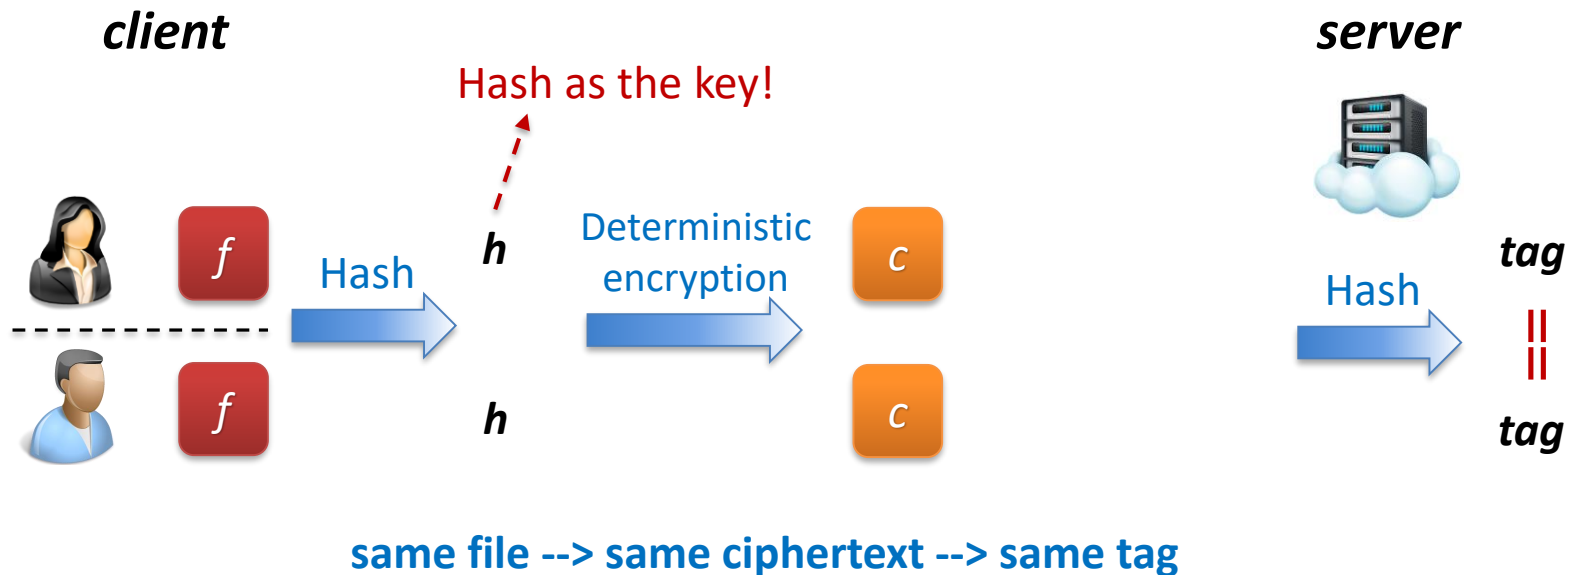 client
server
Hash as the key!
f
Hash
h
Deterministic
encryption
c
Hash
tag
=
=
f
h
c
tag
same file --> same ciphertext --> same tag